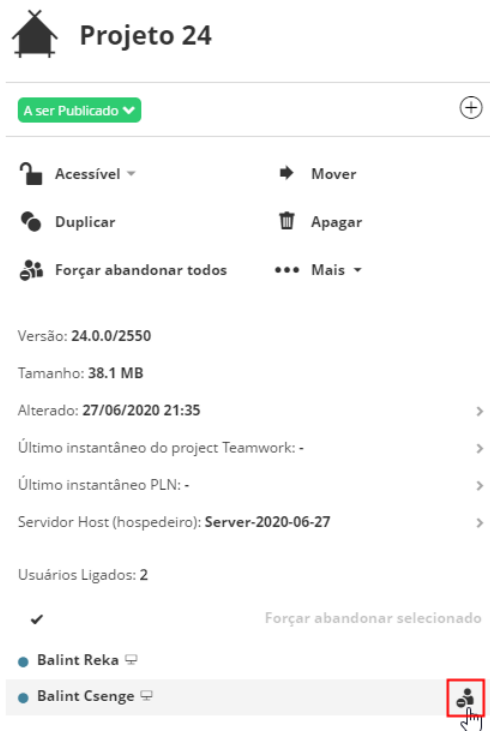 Projeto 24
A ser Publicado
Acessível
Mover
Duplicar
Apagar
Forçar abandonar todos
Mais
Versão: 24.0.0/2550
Tamanho: 38.1 MB
Alterado: 27/06/2020 21:35
Último instantâneo do project Teamwork: -
Último instantâneo PLN: -
Servidor Host (hospedeiro): Server-2020-06-27
Usuários Ligados: 2
Forçar abandonar selecionado
Balint Reka
Balint Csenge